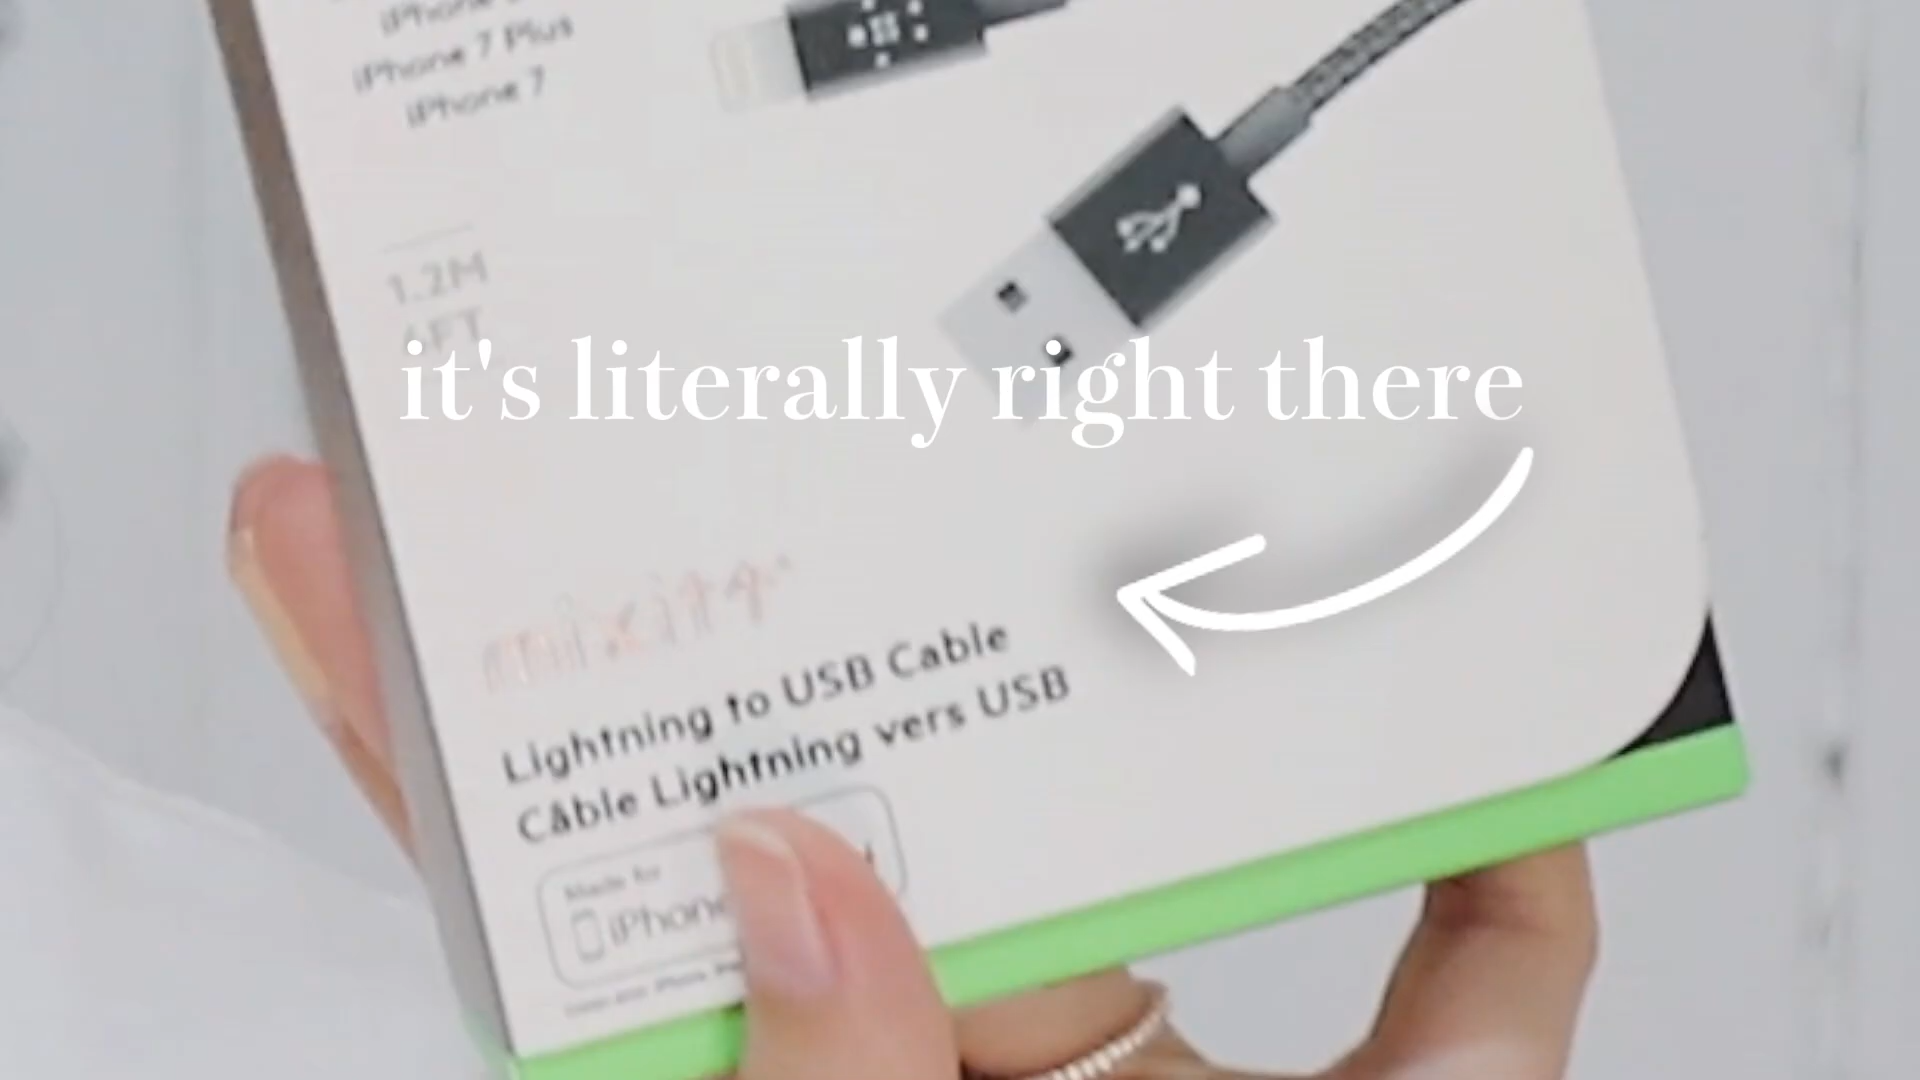 iPhone
iPhone 7 Plus
iPhone 7
1.2M
4FT
it's literally right there
mixit
Lightning to USB Cable
Câble Lightning vers USB
Made for
iPhone